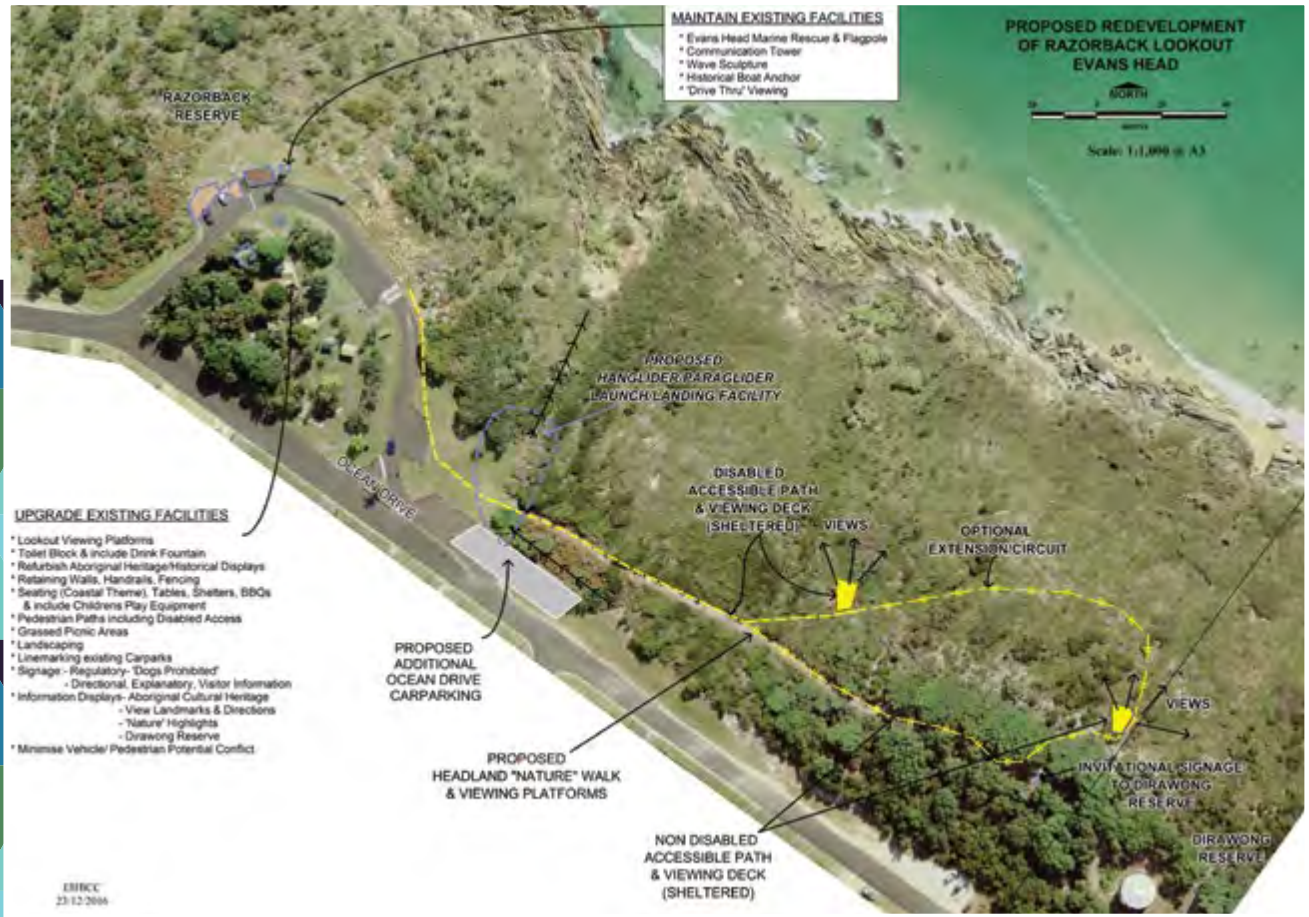 MAINTAIN EXISTING FACILITIES
* Evans Head Marine Rescue & Flagpole
* Communication Tower
* Wave Sculpture
* Historical Boat Anchor
* 'Drive Thru' Viewing
PROPOSED REDEVELOPMENT
OF RAZORBACK LOOKOUT
EVANS HEAD
NORTH
Scale: 1:1,000 @ A3
RAZORBACK
RESERVE
PROPOSED
HANGLIDER/PARAGLIDER
LAUNCH/LANDING FACILITY
OCEAN DRIVE
DISABLED
ACCESSIBLE PATH
& VIEWING DECK
(SHELTERED)
VIEWS
OPTIONAL
EXTENSION/CIRCUIT
UPGRADE EXISTING FACILITIES
* Lookout Viewing Platforms
* Toilet Block & include Drink Fountain
* Refurbish Aboriginal Heritage/Historical Displays
* Retaining Walls, Handrails, Fencing
* Seating (Coastal Theme), Tables, Shelters, BBQs
& include Childrens Play Equipment
* Pedestrian Paths including Disabled Access
* Grassed Picnic Areas
* Landscaping
* Linemarking existing Carparks
* Signage:- Regulatory- 'Dogs Prohibited'
- Directional, Explanatory, Visitor Information
* Information Displays- Aboriginal Cultural Heritage
- View Landmarks & Directions
- 'Nature' Highlights
- Dirawong Reserve
* Minimise Vehicle/ Pedestrian Potential Conflict
PROPOSED
ADDITIONAL
OCEAN DRIVE
CARPARKING
VIEWS
PROPOSED
HEADLAND "NATURE" WALK
& VIEWING PLATFORMS
INVITATIONAL SIGNAGE
TO DIRAWONG
RESERVE
NON DISABLED
ACCESSIBLE PATH
& VIEWING DECK
(SHELTERED)
DIRAWONG
RESERVE
23/12/2016